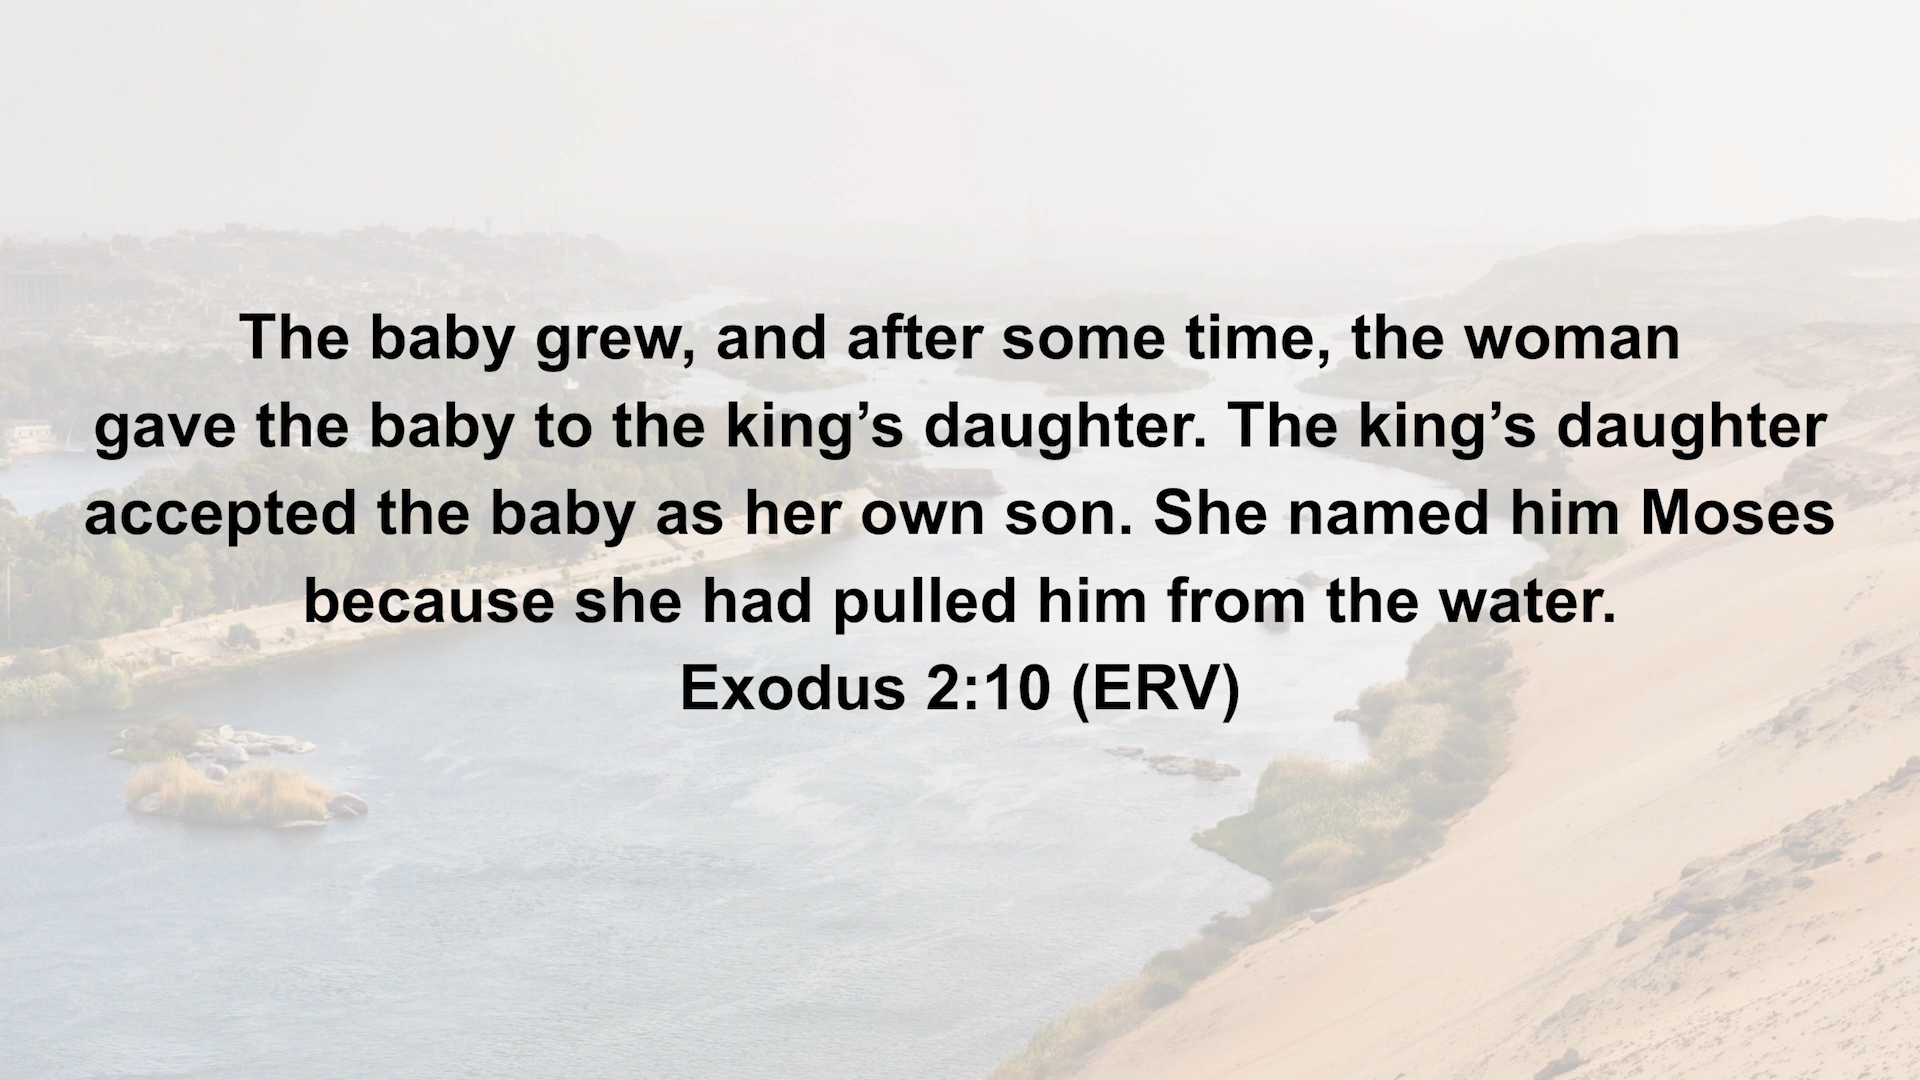 The baby grew, and after some time, the woman
gave the baby to the king’s daughter. The king’s daughter
accepted the baby as her own son. She named him Moses
because she had pulled him from the water.
Exodus 2:10 (ERV)